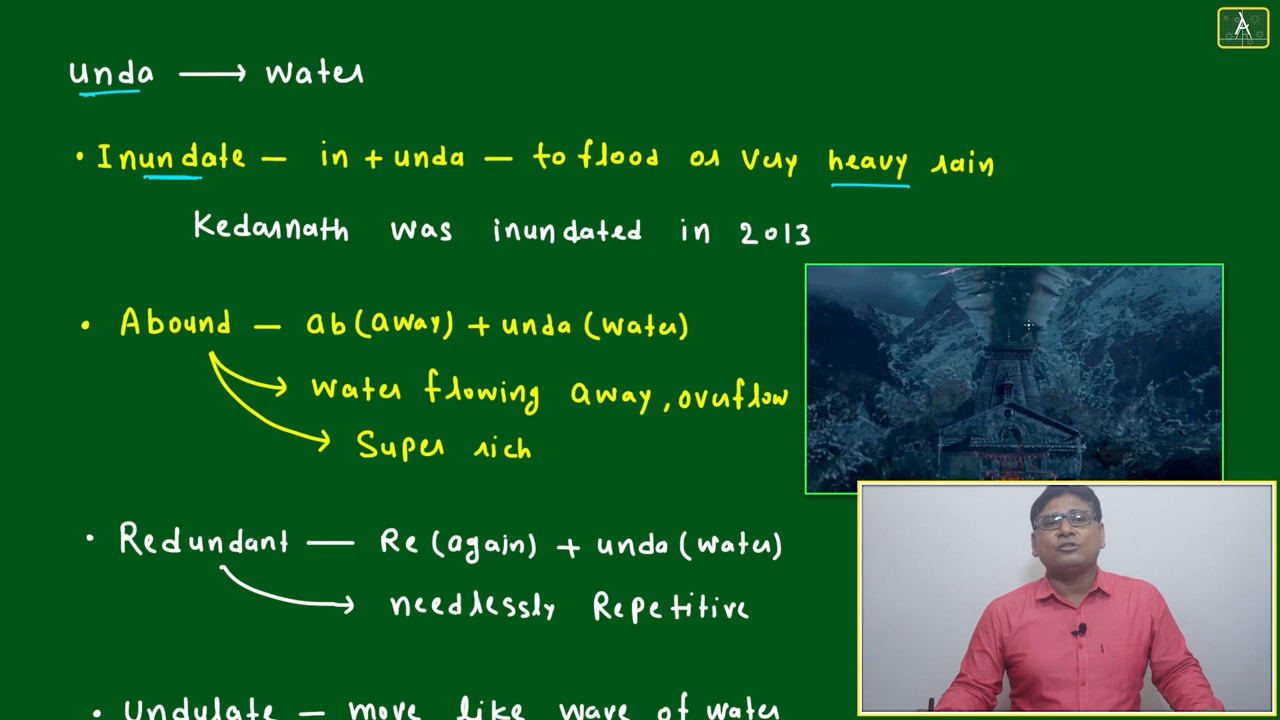 unda → water
• Inundate — in + unda — to flood or very heavy rain
Kedarnath was inundated in 2013
• Abound — ab (away) + unda (water)
→ water flowing away, overflow
→ Super rich
• Redundant — Re (again) + unda (water)
→ needlessly Repetitive
• Undulate — move like wave of water
A